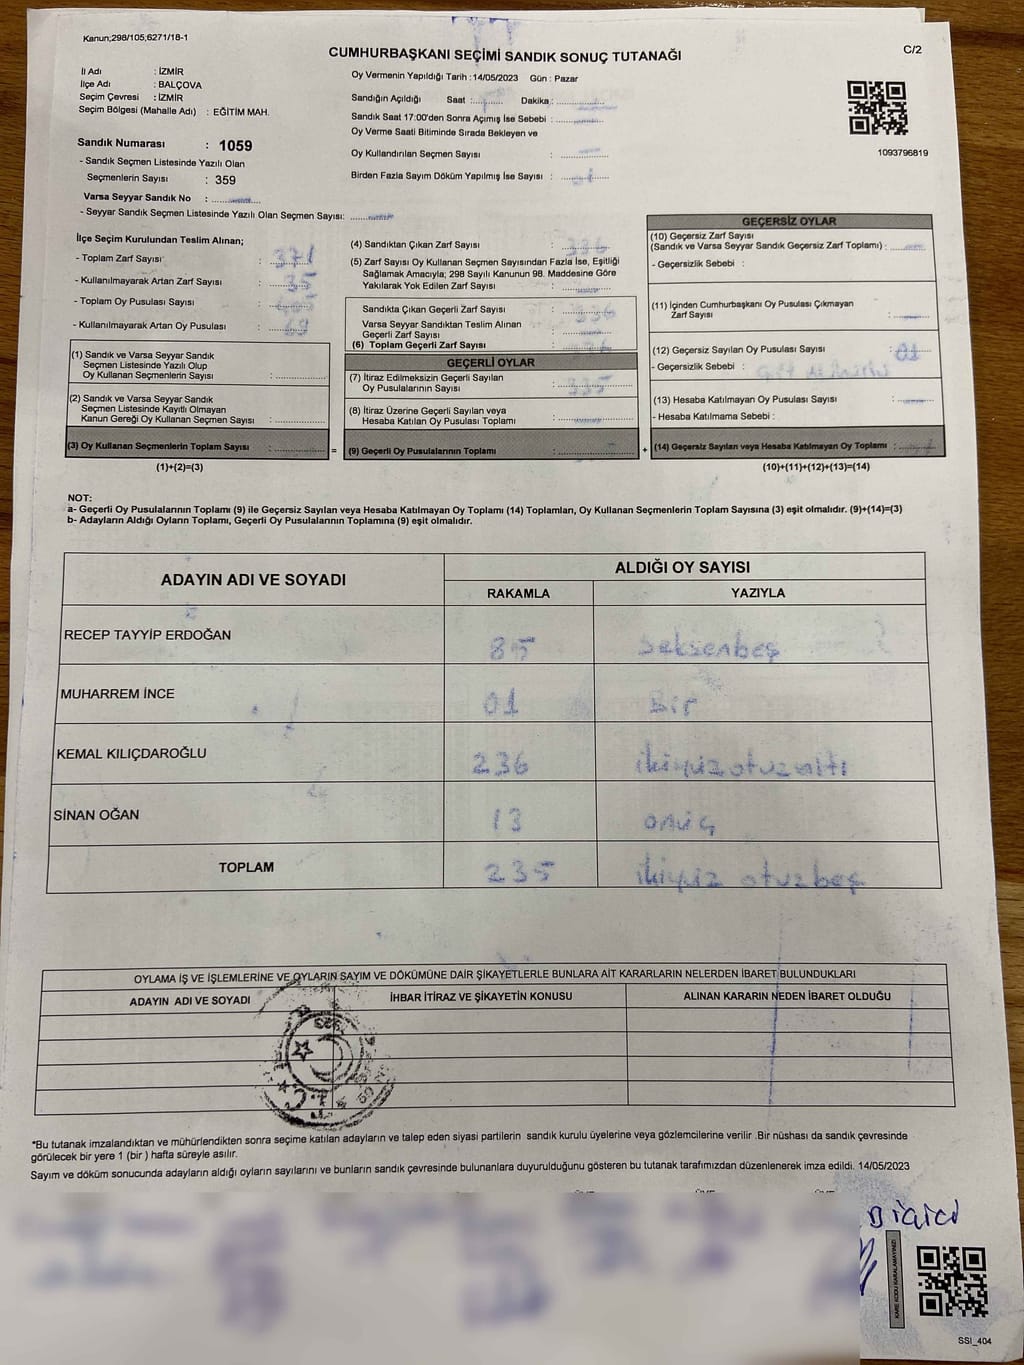 Kanun;298/105,6271/18-1
CUMHURBAŞKANI SEÇİMİ SANDIK SONUÇ TUTANAĞI
C/2
İl Adı : İZMİR
İlçe Adı : BALÇOVA
Seçim Çevresi : İZMİR
Seçim Bölgesi (Mahalle Adı) : EĞİTİM MAH.
Sandık Numarası : 1059
- Sandık Seçmen Listesinde Yazılı Olan
Seçmenlerin Sayısı : 359
Varsa Seyyar Sandık No :
- Seyyar Sandık Seçmen Listesinde Yazılı Olan Seçmen Sayısı:
Oy Vermenin Yapıldığı Tarih : 14/05/2023 Gün : Pazar
Sandığın Açıldığı Saat : Dakika :
Sandık Saat 17:00'den Sonra Açımış İse Sebebi :
Oy Verme Saati Bitiminde Sırada Bekleyen ve
Oy Kullandırılan Seçmen Sayısı :
Birden Fazla Sayım Döküm Yapılmış İse Sayısı : 01
1093796819
İlçe Seçim Kurulundan Teslim Alınan;
- Toplam Zarf Sayısı : 371
- Kullanılmayarak Artan Zarf Sayısı : 35
- Toplam Oy Pusulası Sayısı : 405
- Kullanılmayarak Artan Oy Pusulası : 69
(1) Sandık ve Varsa Seyyar Sandık
Seçmen Listesinde Yazılı Olup
Oy Kullanan Seçmenlerin Sayısı :
(2) Sandık ve Varsa Seyyar Sandık
Seçmen Listesinde Kayıtlı Olmayan
Kanun Gereği Oy Kullanan Seçmen Sayısı :
(3) Oy Kullanan Seçmenlerin Toplam Sayısı :
(1)+(2)=(3)
=
(4) Sandıktan Çıkan Zarf Sayısı : 336
(5) Zarf Sayısı Oy Kullanan Seçmen Sayısından Fazla İse, Eşitliği
Sağlamak Amacıyla; 298 Sayılı Kanunun 98. Maddesine Göre
Yakılarak Yok Edilen Zarf Sayısı :
Sandıkta Çıkan Geçerli Zarf Sayısı : 336
Varsa Seyyar Sandıktan Teslim Alınan
Geçerli Zarf Sayısı :
(6) Toplam Geçerli Zarf Sayısı :
GEÇERLİ OYLAR
(7) İtiraz Edilmeksizin Geçerli Sayılan
Oy Pusulalarının Sayısı : 335
(8) İtiraz Üzerine Geçerli Sayılan veya
Hesaba Katılan Oy Pusulası Toplamı :
(9) Geçerli Oy Pusulalarının Toplamı :
+
GEÇERSİZ OYLAR
(10) Geçersiz Zarf Sayısı
(Sandık ve Varsa Seyyar Sandık Geçersiz Zarf Toplamı) :
- Geçersizlik Sebebi :
(11) İçinden Cumhurbaşkanı Oy Pusulası Çıkmayan
Zarf Sayısı :
(12) Geçersiz Sayılan Oy Pusulası Sayısı : 01
- Geçersizlik Sebebi :
(13) Hesaba Katılmayan Oy Pusulası Sayısı :
- Hesaba Katılmama Sebebi :
(14) Geçersiz Sayılan veya Hesaba Katılmayan Oy Toplamı :
(10)+(11)+(12)+(13)=(14)
NOT:
a- Geçerli Oy Pusulalarının Toplamı (9) ile Geçersiz Sayılan veya Hesaba Katılmayan Oy Toplamı (14) Toplamları, Oy Kullanan Seçmenlerin Toplam Sayısına (3) eşit olmalıdır. (9)+(14)=(3)
b- Adayların Aldığı Oyların Toplamı, Geçerli Oy Pusulalarının Toplamına (9) eşit olmalıdır.
ADAYIN ADI VE SOYADI
ALDIĞI OY SAYISI
RAKAMLA YAZIYLA
RECEP TAYYİP ERDOĞAN 85 seksenbeş
MUHARREM İNCE 01 Bir
KEMAL KILIÇDAROĞLU 236 ikiyüzotuzaltı
SİNAN OĞAN 13 onüç
TOPLAM 235 ikiyüz otuzbeş
OYLAMA İŞ VE İŞLEMLERİNE VE OYLARIN SAYIM VE DÖKÜMÜNE DAİR ŞİKAYETLERLE BUNLARA AİT KARARLARIN NELERDEN İBARET BULUNDUKLARI
ADAYIN ADI VE SOYADI İHBAR İTİRAZ VE ŞİKAYETİN KONUSU ALINAN KARARIN NEDEN İBARET OLDUĞU
T.C.
*Bu tutanak imzalandıktan ve mühürlendikten sonra seçime katılan adayların ve talep eden siyasi partilerin sandık kurulu üyelerine veya gözlemcilerine verilir .Bir nüshası da sandık çevresinde
görülecek bir yere 1 (bir ) hafta süreyle asılır.
Sayım ve döküm sonucunda adayların aldığı oyların sayılarını ve bunların sandık çevresinde bulunanlara duyurulduğunu gösteren bu tutanak tarafımızdan düzenlenerek imza edildi. 14/05/2023
KARE KODU KARALAMAYINIZ!
SSİ_404